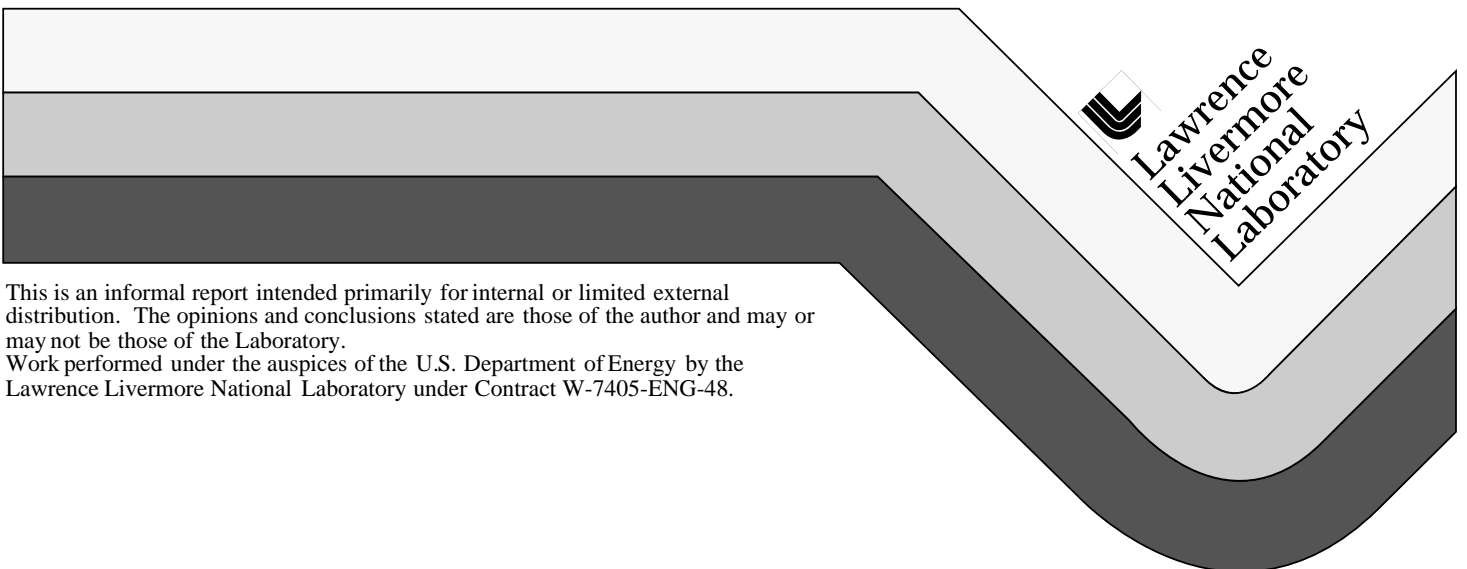 Lawrence
Livermore
National
Laboratory
This is an informal report intended primarily for internal or limited external
distribution. The opinions and conclusions stated are those of the author and may or
may not be those of the Laboratory.
Work performed under the auspices of the U.S. Department of Energy by the
Lawrence Livermore National Laboratory under Contract W-7405-ENG-48.